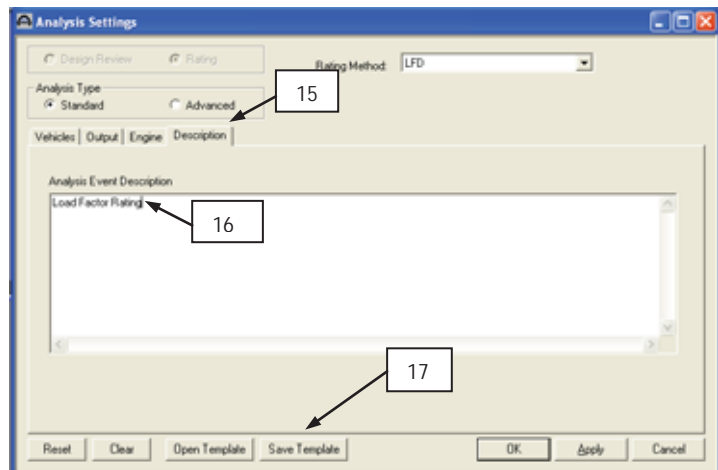 Analysis Settings
Design Review Rating Rating Method: LFD
Analysis Type
Standard Advanced
15
Vehicles Output Engine Description
Analysis Event Description
Load Factor Rating
16
17
Reset Clear Open Template Save Template OK Apply Cancel